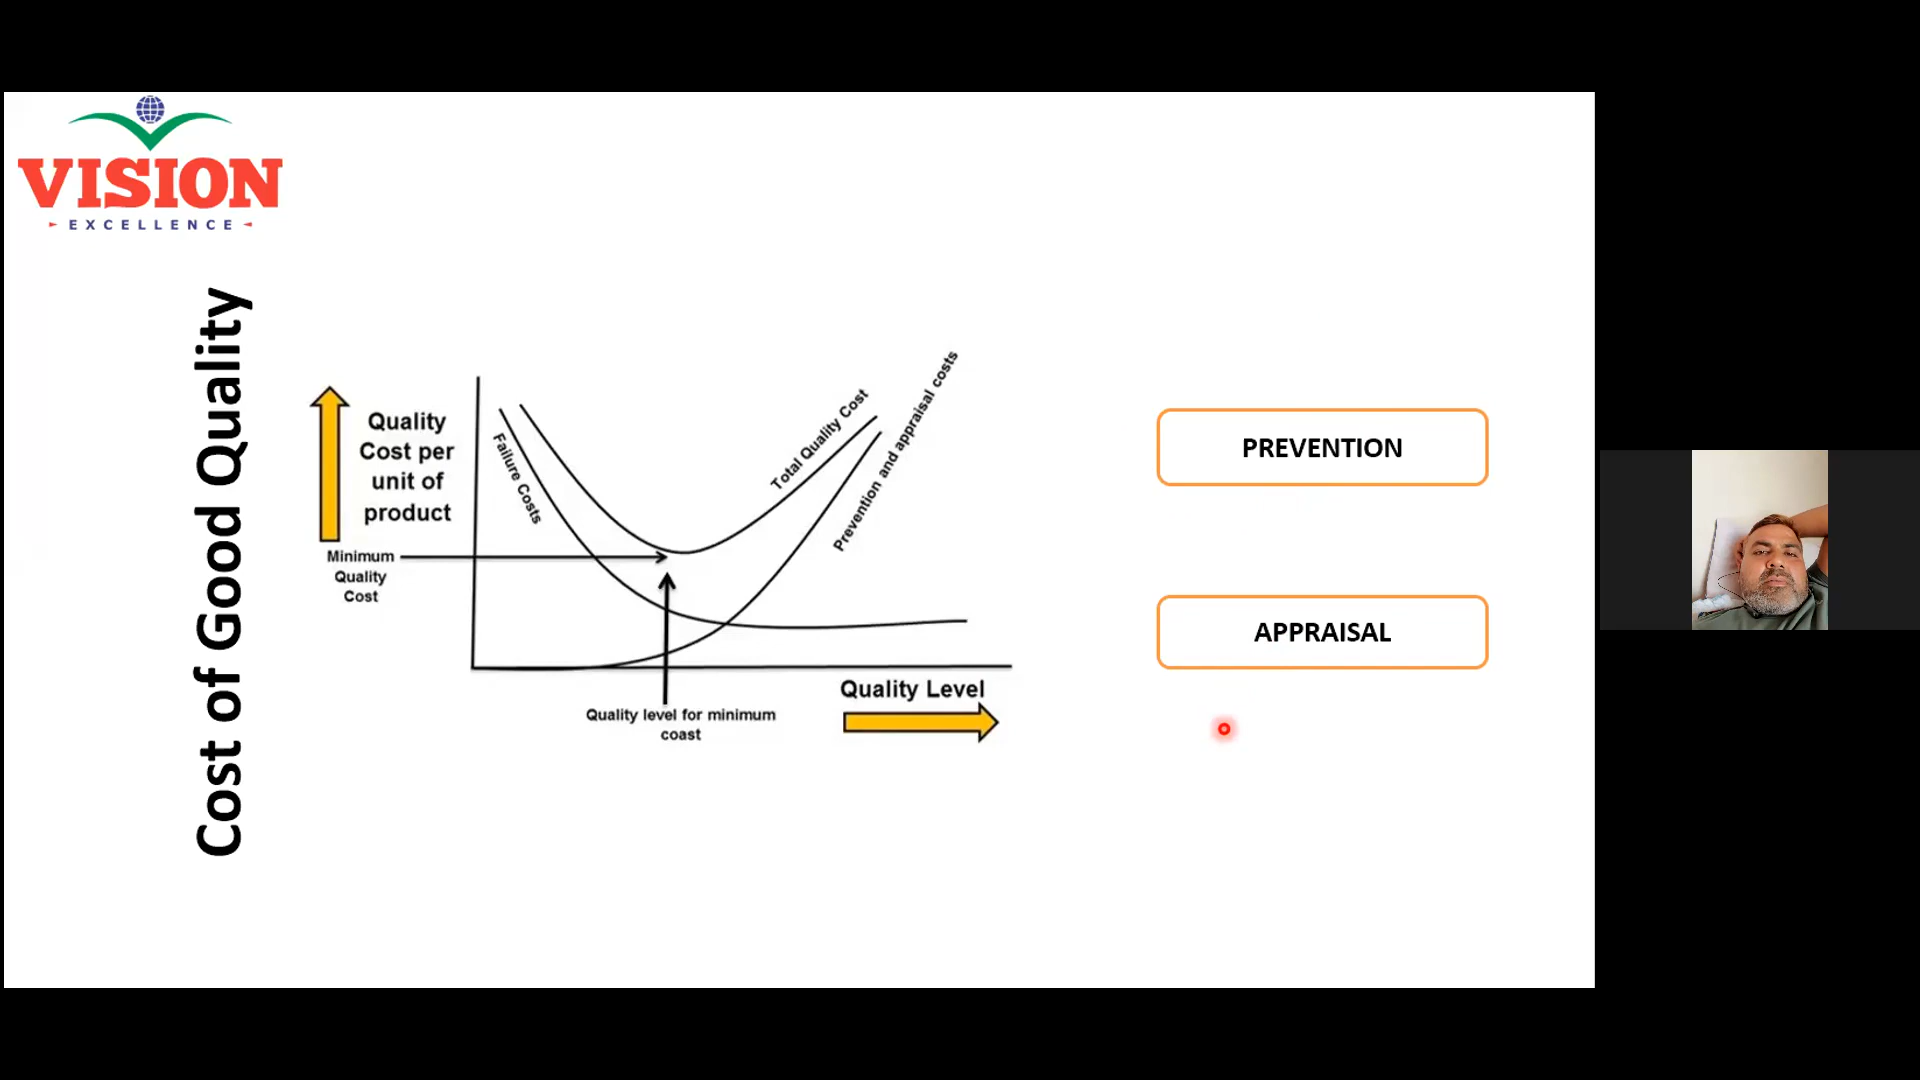 VISION
EXCELLENCE
Cost of Good Quality
Quality
Cost per
unit of
product
Minimum
Quality
Cost
Failure Costs
Total Quality Cost
Prevention and appraisal costs
Quality Level
Quality level for minimum
coast
PREVENTION
APPRAISAL